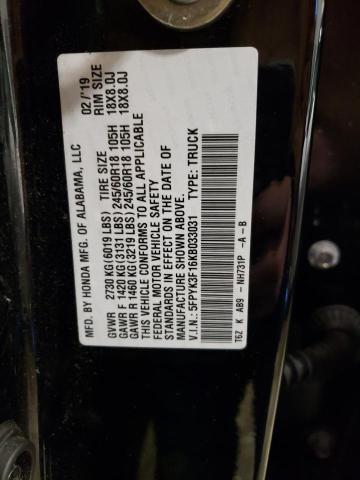 MFD. BY HONDA MFG. OF ALABAMA, LLC 02/'19
TIRE SIZE RIM SIZE
GVWR 2730 KG(6019 LBS)
GAWR F 1420 KG(3131 LBS) 245/60R18 105H 18X8.0J
GAWR R 1460 KG(3219 LBS) 245/60R18 105H 18X8.0J
THIS VEHICLE CONFORMS TO ALL APPLICABLE
FEDERAL MOTOR VEHICLE SAFETY
STANDARDS IN EFFECT ON THE DATE OF
MANUFACTURE SHOWN ABOVE.
V.I.N.: 5FPYK3F16KB033031 TYPE: TRUCK
T6Z K AB9 - NH731P -A-B